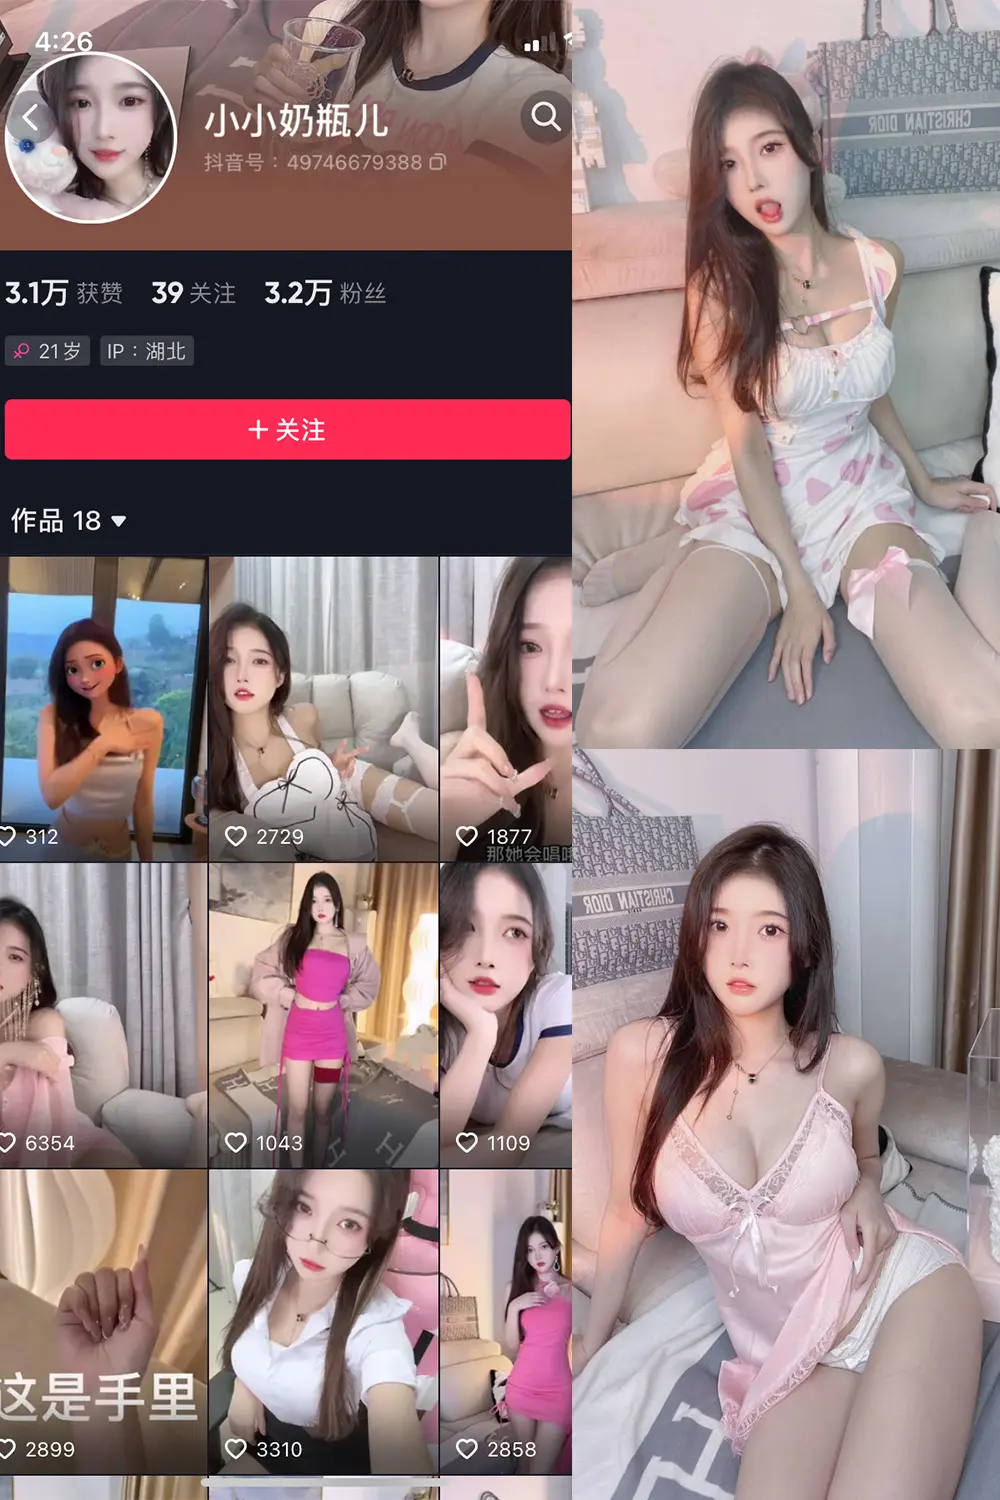 4:26
小小奶瓶儿
抖音号：49746679388
3.1万 获赞 39 关注 3.2万 粉丝
21岁 IP：湖北
+ 关注
作品 18
312
2729
1877
那她会唱
6354
1043
1109
这是手里
2899
3310
2858
CHRISTIAN DIOR
CHRISTIAN DIOR